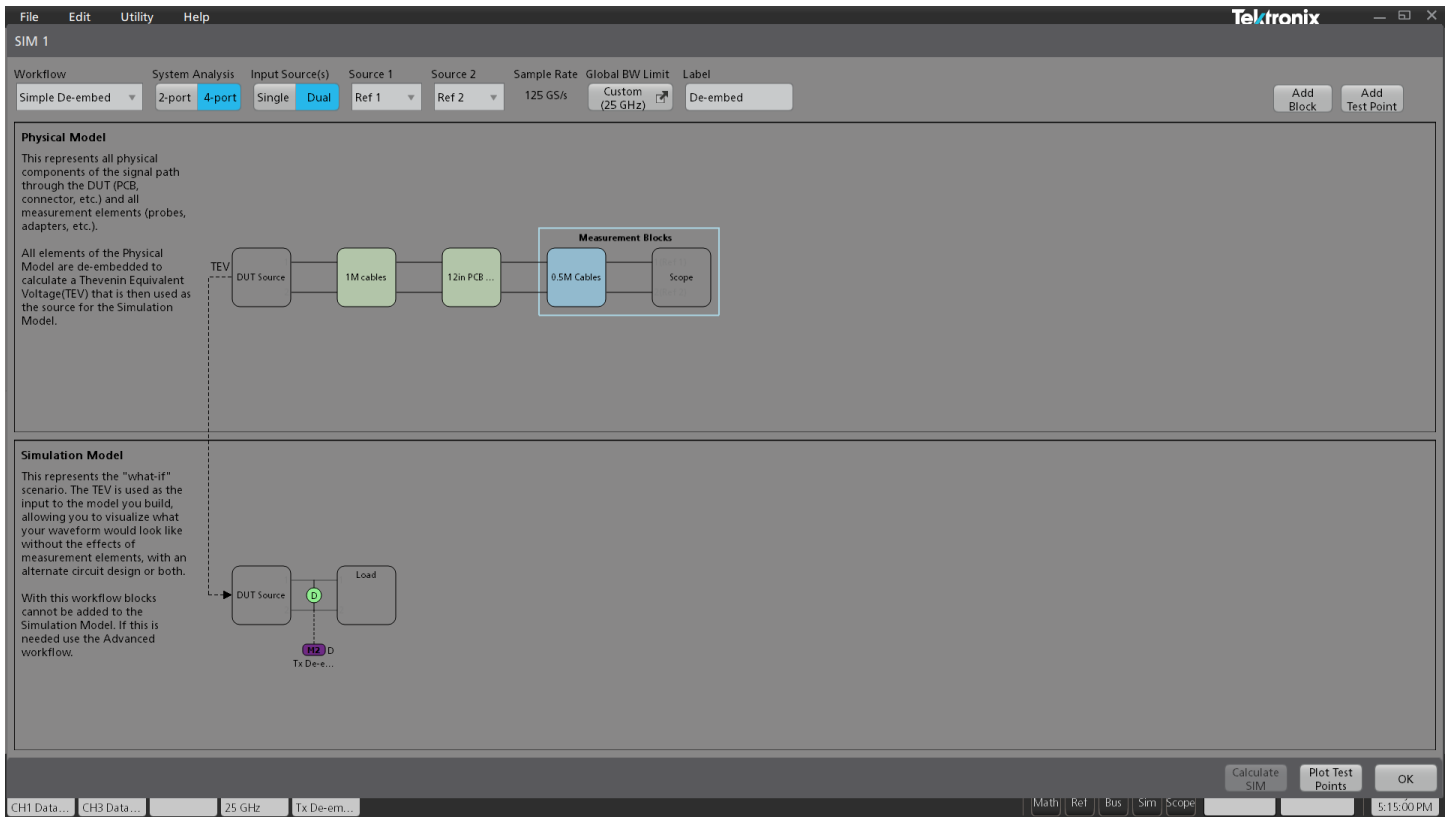 File Edit Utility Help
Tektronix
SIM 1
Workflow System Analysis Input Source(s) Source 1 Source 2 Sample Rate Global BW Limit Label
Simple De-embed 2-port 4-port Single Dual Ref 1 Ref 2 125 GS/s Custom (25 GHz) De-embed
Add Block
Add Test Point
Physical Model
This represents all physical
components of the signal path
through the DUT (PCB,
connector, etc.) and all
measurement elements (probes,
adapters, etc.).
All elements of the Physical
Model are de-embedded to
calculate a Thevenin Equivalent
Voltage(TEV) that is then used as
the source for the Simulation
Model.
Measurement Blocks
TEV
DUT Source
1M cables
12in PCB ...
0.5M Cables
Scope
Simulation Model
This represents the "what-if"
scenario. The TEV is used as the
input to the model you build,
allowing you to visualize what
your waveform would look like
without the effects of
measurement elements, with an
alternate circuit design or both.
With this workflow blocks
cannot be added to the
Simulation Model. If this is
needed use the Advanced
workflow.
DUT Source
D
Load
M2 D
Tx De-e...
Calculate SIM
Plot Test Points
OK
CH1 Data... CH3 Data... 25 GHz Tx De-em...
Math Ref Bus Sim Scope
5:15:00 PM